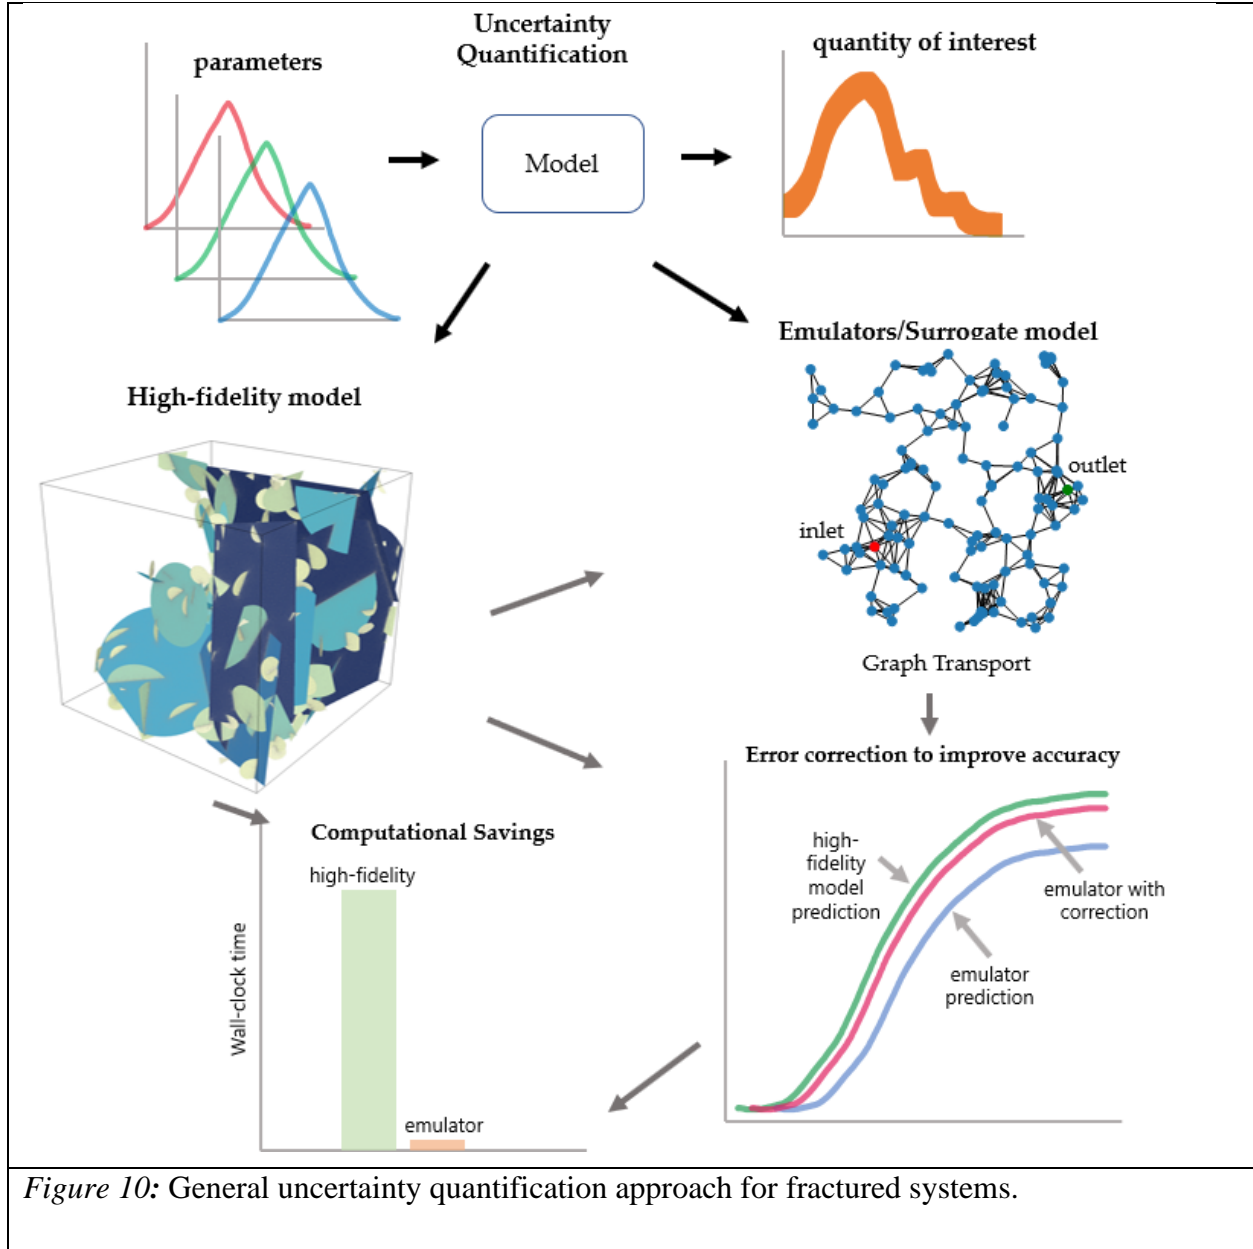 Uncertainty
Quantification
parameters
quantity of interest
Model
Emulators/Surrogate model
High-fidelity model
outlet
inlet
Graph Transport
Error correction to improve accuracy
Computational Savings
high-fidelity
Wall-clock time
emulator
high-
fidelity
model
prediction
emulator with
correction
emulator
prediction
Figure 10: General uncertainty quantification approach for fractured systems.